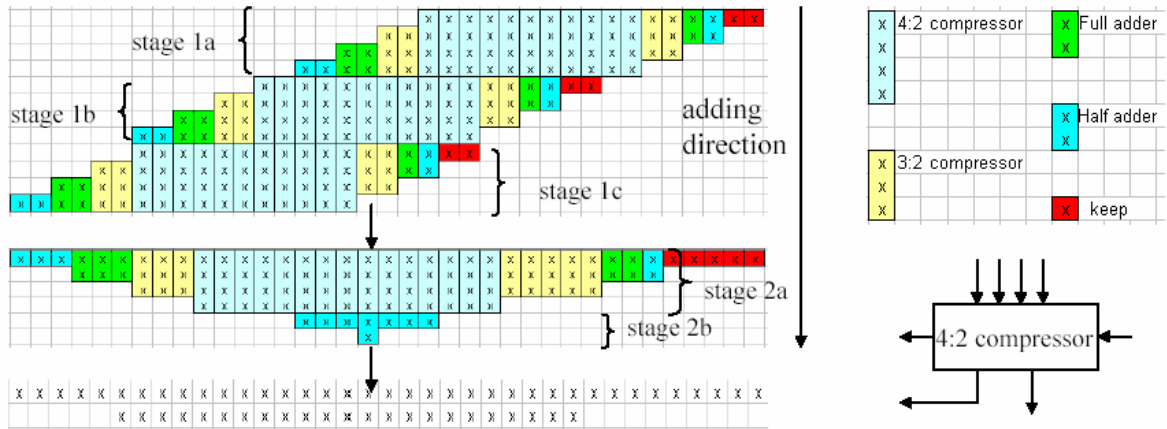 stage 1a
stage 1b
stage 1c
adding
direction
stage 2a
stage 2b
4:2 compressor
Full adder
Half adder
3:2 compressor
keep
4:2 compressor